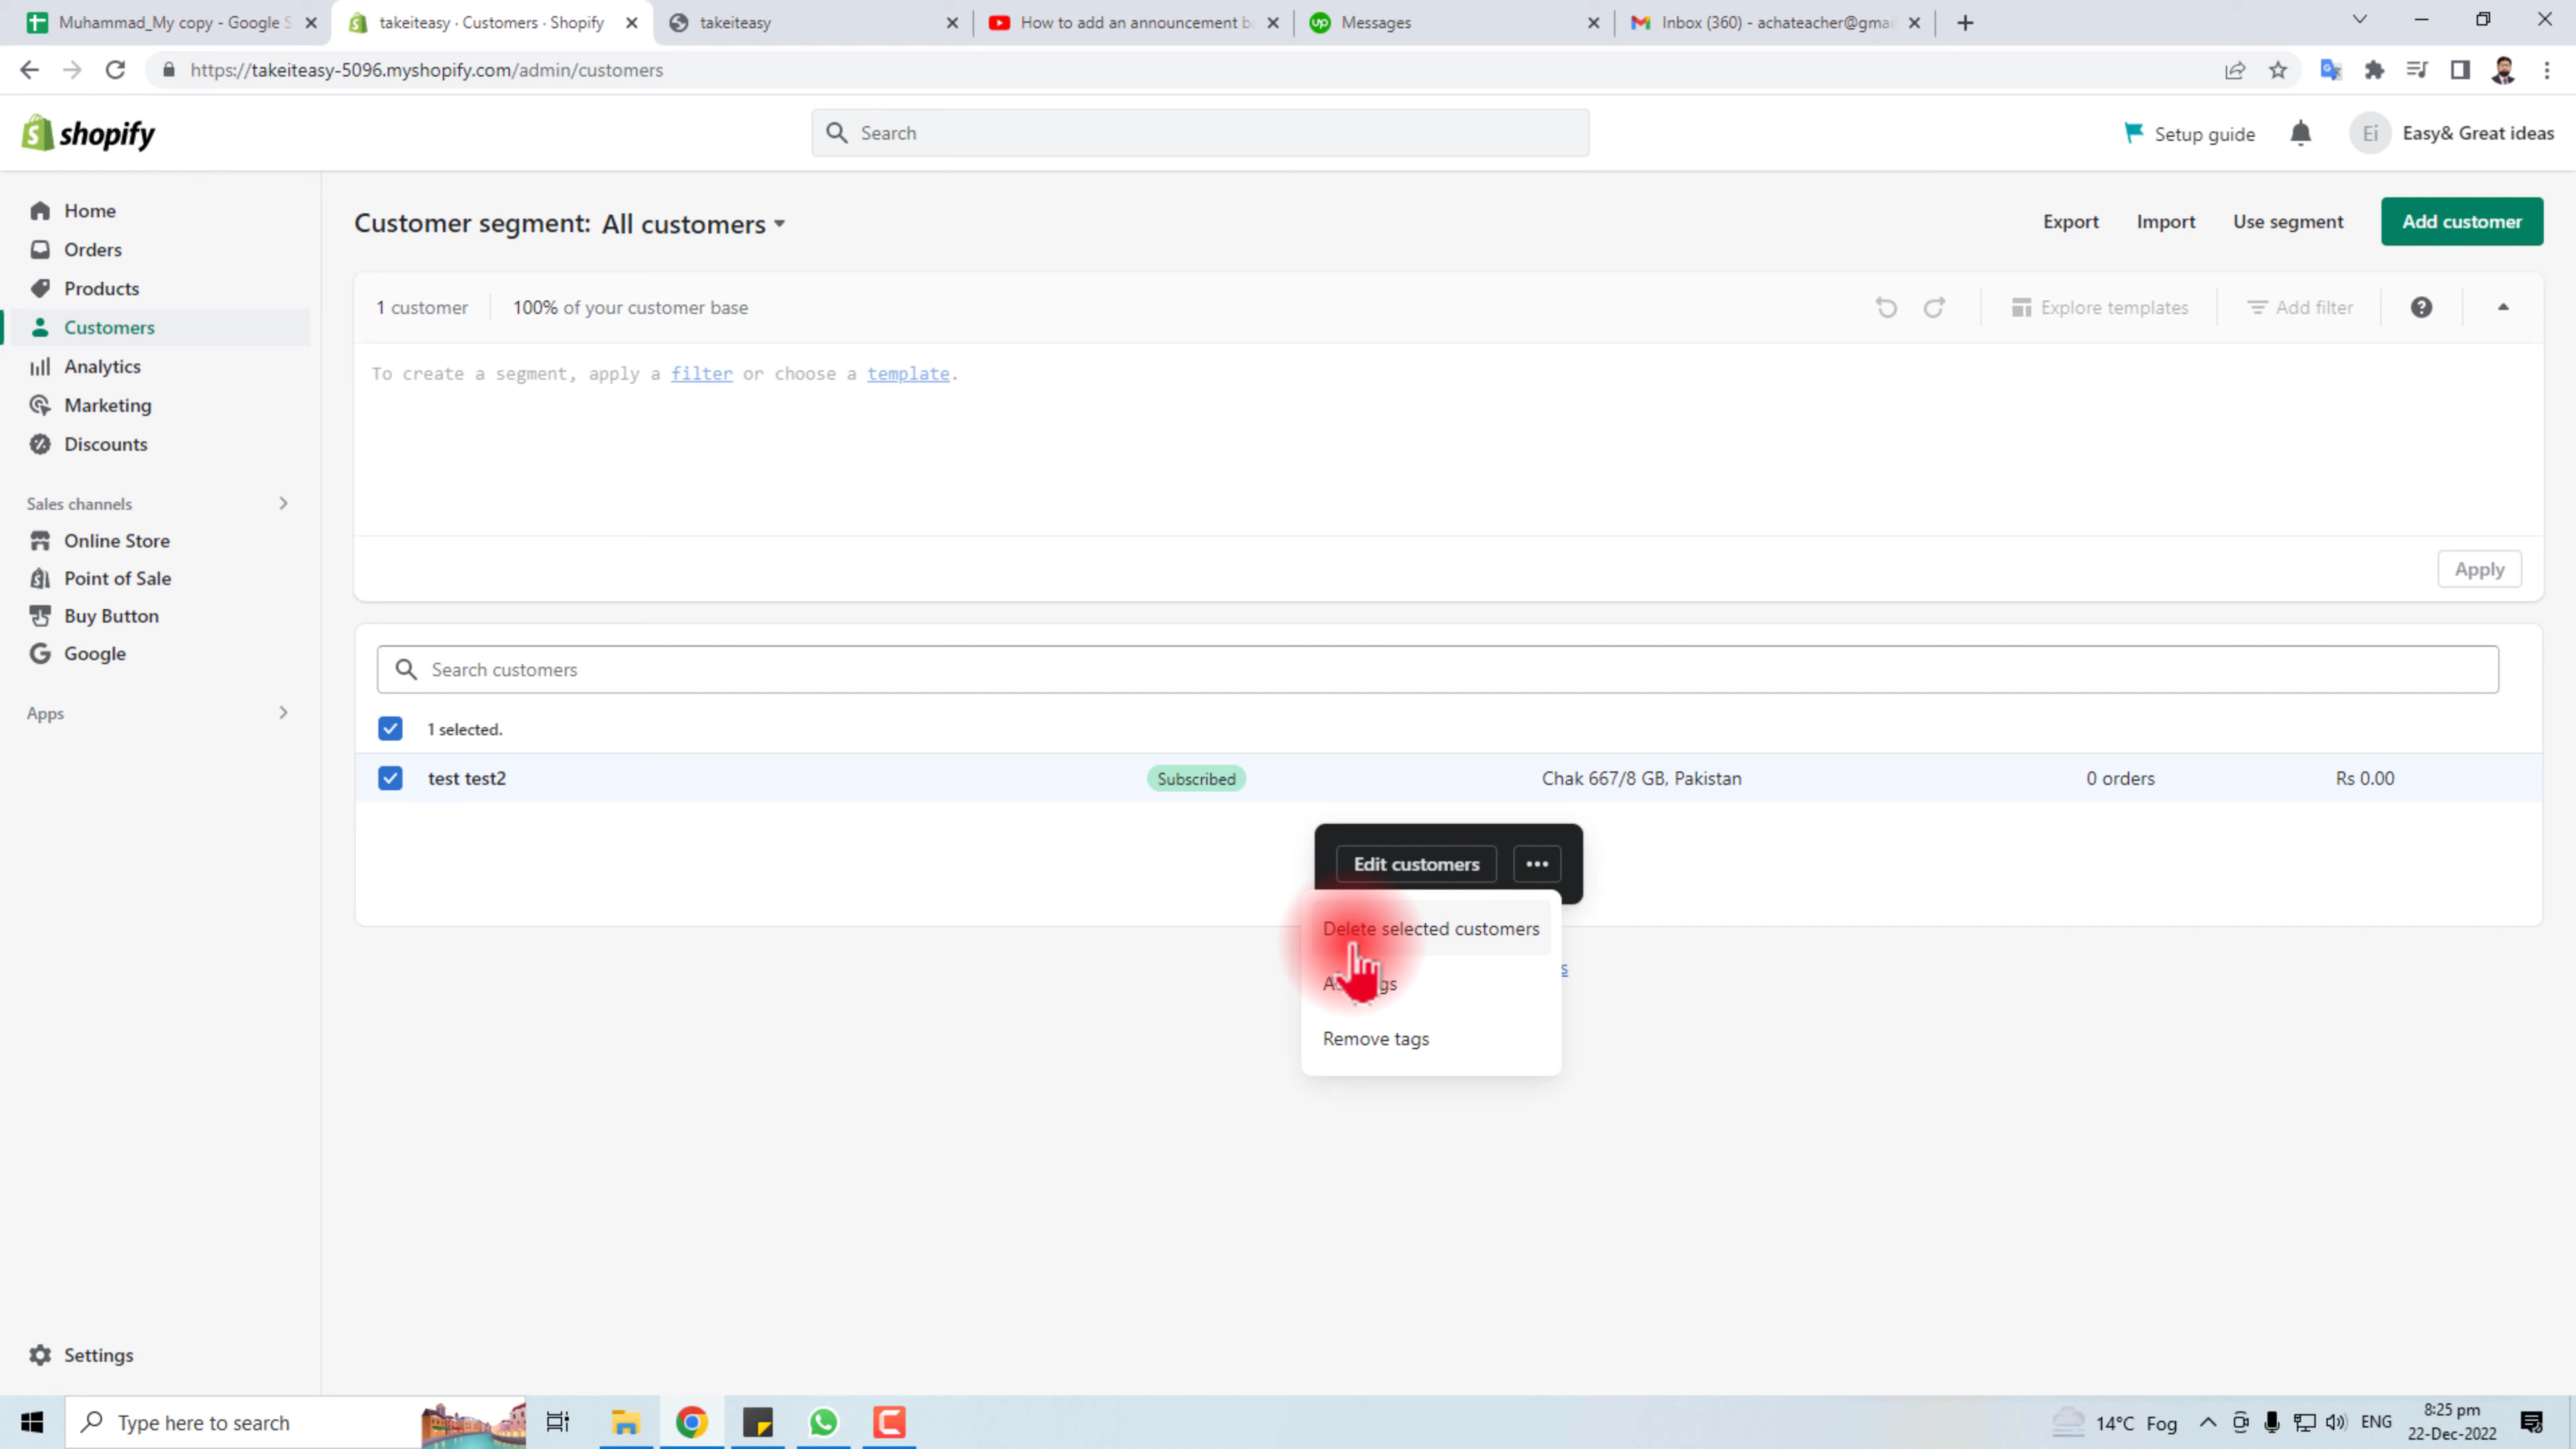 Muhammad_My copy - Google S
takeiteasy · Customers · Shopify
takeiteasy
How to add an announcement b
Messages
Inbox (360) - achateacher@gmai
https://takeiteasy-5096.myshopify.com/admin/customers
shopify
Search
Setup guide
Ei
Easy& Great ideas
Home
Orders
Products
Customers
Analytics
Marketing
Discounts
Sales channels
Online Store
Point of Sale
Buy Button
Google
Apps
Settings
Customer segment: All customers
Export
Import
Use segment
Add customer
1 customer
100% of your customer base
Explore templates
Add filter
To create a segment, apply a filter or choose a template.
Apply
Search customers
1 selected.
test test2
Subscribed
Chak 667/8 GB, Pakistan
0 orders
Rs 0.00
Edit customers
Delete selected customers
Remove tags
Type here to search
14°C Fog
ENG
8:25 pm
22-Dec-2022